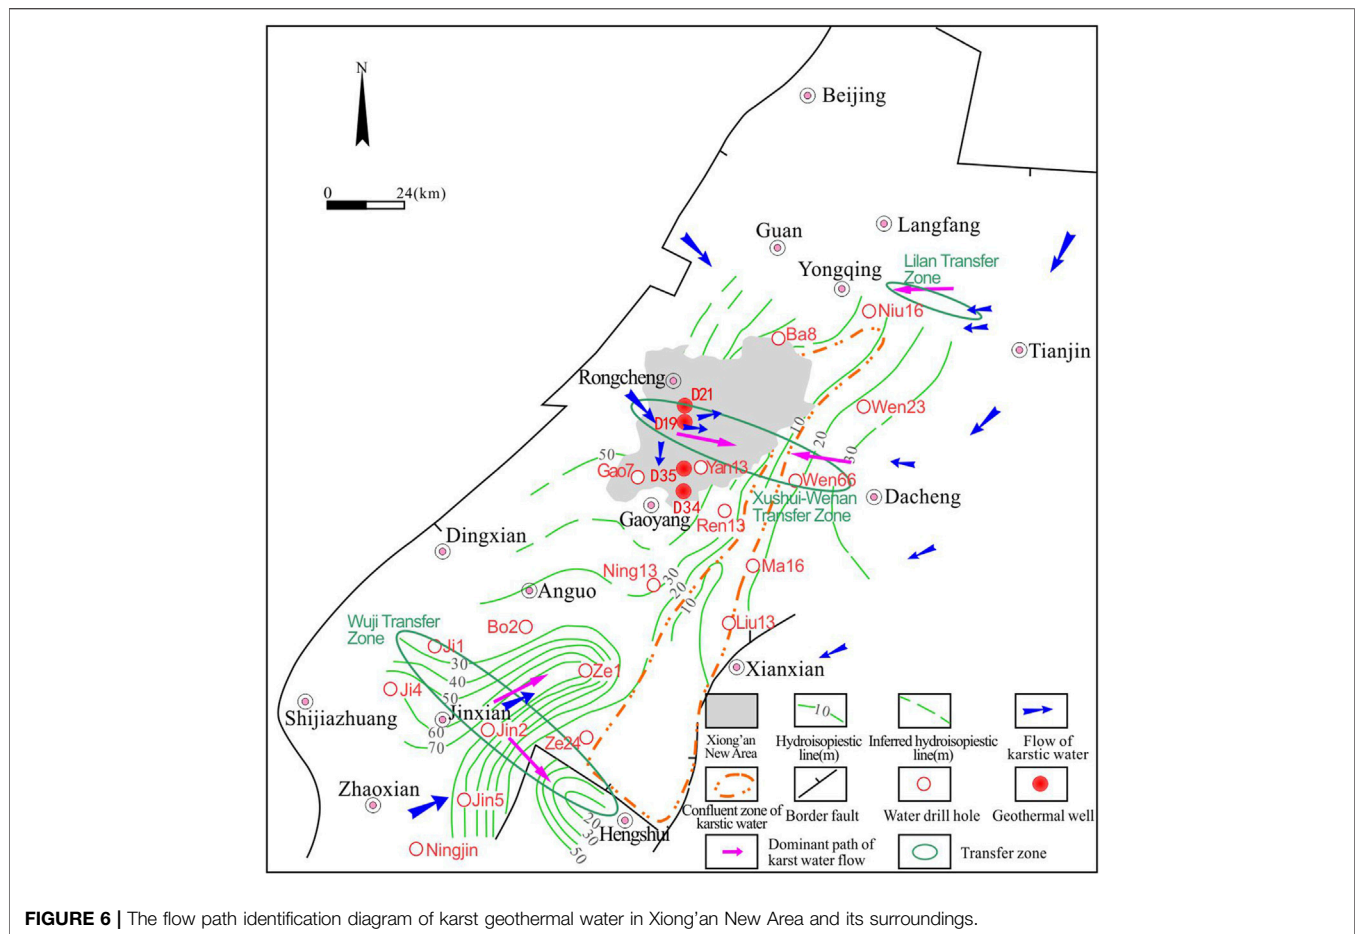 N
0 24(km)
Beijing
Langfang
Guan
Lilan Transfer
Zone
Yongqing
Niu16
Ba8
Tianjin
Rongcheng
D21
Wen23
D19
10
20
30
50
Gao7
D35
Yan13
Wen66
Xushui-Wenan
Transfer Zone
Dacheng
D34
Gaoyang
Ren13
Dingxian
Ning13
30
20
10
Ma16
Anguo
Wuji Transfer
Zone
Bo2
Liu13
Ji1
30
40
50
60
70
Ze1
Xianxian
Ji4
Jinxian
Shijiazhuang
Jin2
Ze24
Zhaoxian
Jin5
20
30
50
Hengshui
Ningjin
Xiong'an
New Area
Hydroisopiestic
line(m)
10
Inferred hydroisopiestic
line(m)
Flow of
karstic water
Confluent zone of
karstic water
Border fault
Water drill hole
Geothermal well
Dominant path of
karst water flow
Transfer zone
FIGURE 6 | The flow path identification diagram of karst geothermal water in Xiong'an New Area and its surroundings.